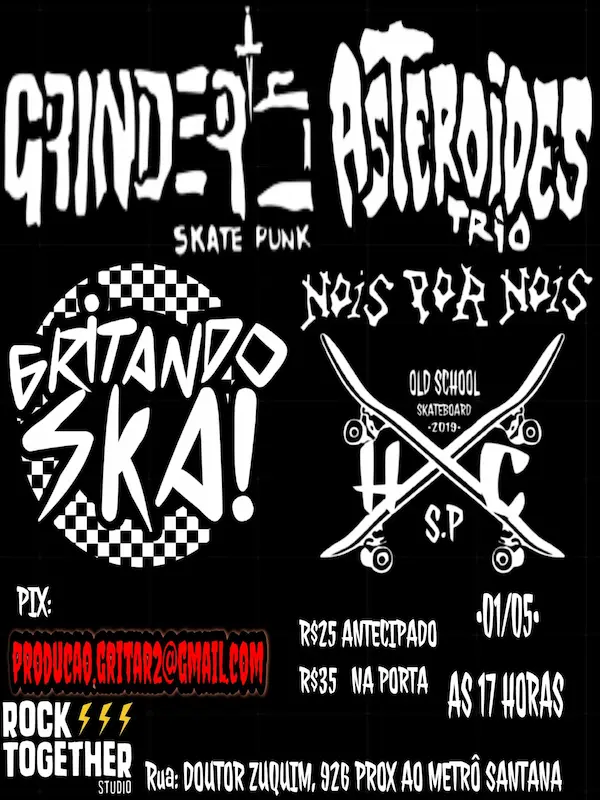 GRINDERS
SKATE PUNK
ASTEROIDES
TRIO
GRITANDO
SKA!
NOIS POR NOIS
OLD SCHOOL
SKATEBOARD
-2019-
H C
S.P
PIX:
PRODUCAO.GRITAR2@GMAIL.COM
R$25 ANTECIPADO
R$35 NA PORTA
•01/05•
AS 17 HORAS
ROCK
TOGETHER
STUDIO
Rua: DOUTOR ZUQUIM, 926 PROX AO METRÔ SANTANA